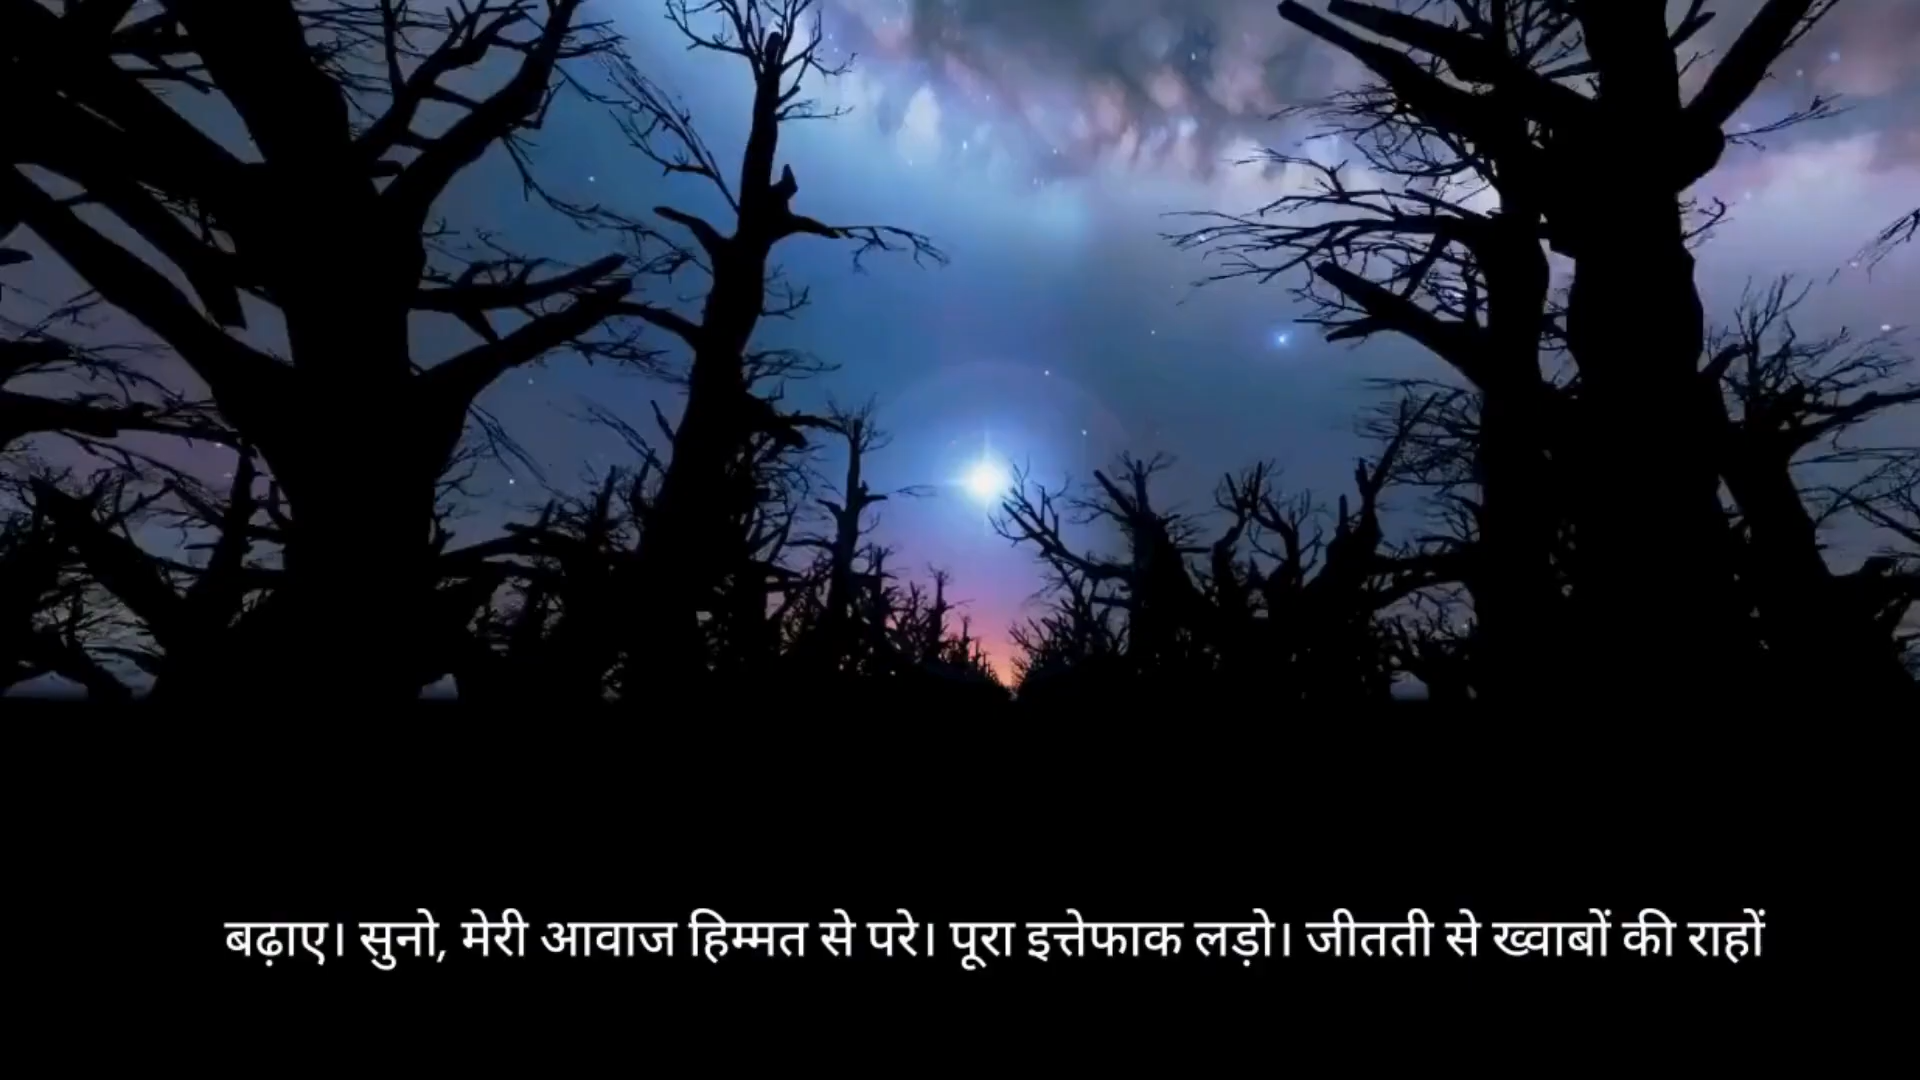 बढ़ाए। सुनो, मेरी आवाज हिम्मत से परे। पूरा इत्तेफाक लड़ो। जीतती से ख्वाबों की राहों